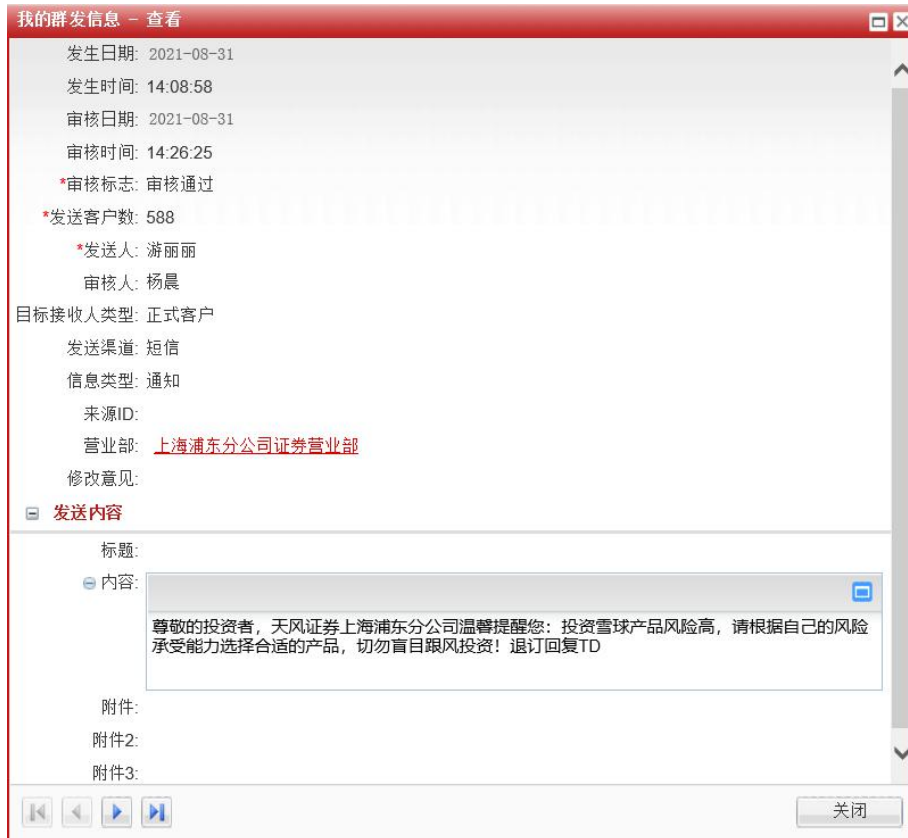 我的群发信息 - 查看
发生日期: 2021-08-31
发生时间: 14:08:58
审核日期: 2021-08-31
审核时间: 14:26:25
*审核标志: 审核通过
*发送客户数: 588
*发送人: 游丽丽
审核人: 杨晨
目标接收人类型: 正式客户
发送渠道: 短信
信息类型: 通知
来源ID:
营业部: 上海浦东分公司证券营业部
修改意见:
发送内容
标题:
内容:
尊敬的投资者，天风证券上海浦东分公司温馨提醒您：投资雪球产品风险高，请根据自己的风险
承受能力选择合适的产品，切勿盲目跟风投资！退订回复TD
附件:
附件2:
附件3:
关闭